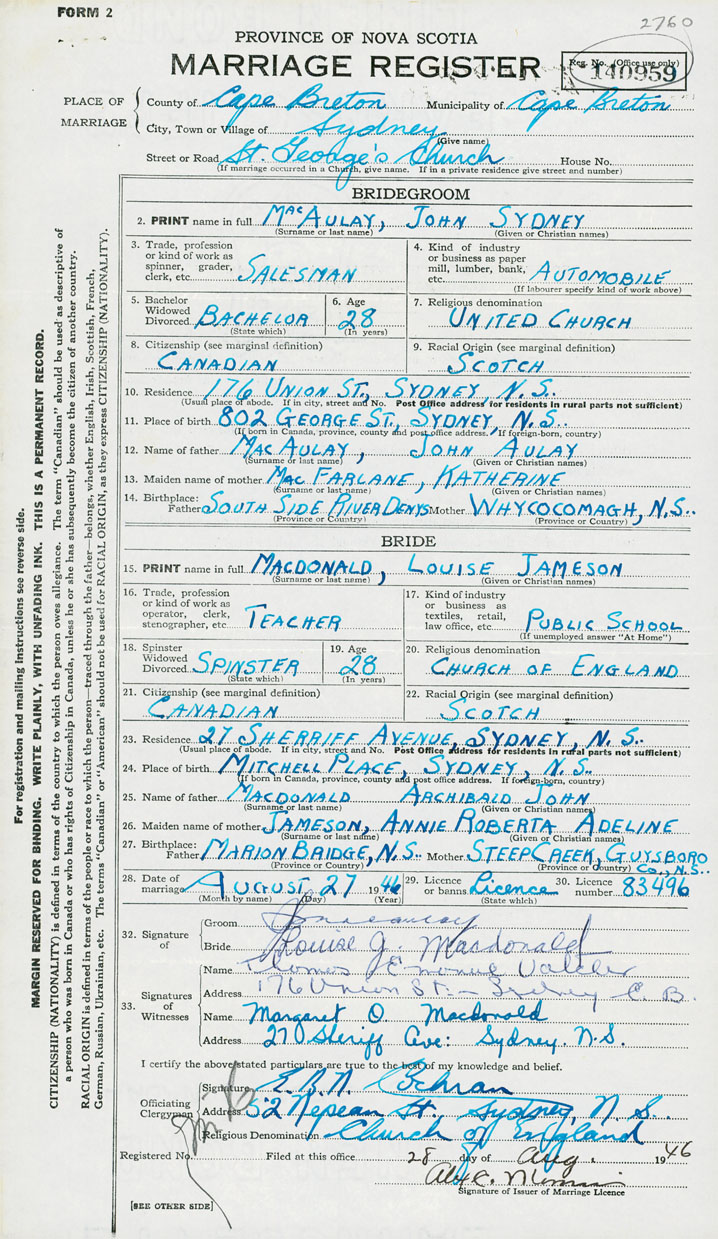 FORM 2
2760
PROVINCE OF NOVA SCOTIA
MARRIAGE REGISTER
Reg. No. (Office use only)
140959
PLACE OF MARRIAGE
County of Cape Breton Municipality of Cape Breton
City, Town or Village of Sydney
(Give name)
Street or Road St. George's Church House No.
(If marriage occurred in a Church, give name. If in a private residence give street and number)
BRIDEGROOM
2. PRINT name in full MacAULAY, JOHN SYDNEY
(Surname or last name) (Given or Christian names)
3. Trade, profession or kind of work as spinner, grader, clerk, etc. SALESMAN
4. Kind of industry or business as paper mill, lumber, bank, etc. AUTOMOBILE
(If labourer specify kind of work above)
5. Bachelor Widowed Divorced BACHELOR
(State which)
6. Age 28
(In years)
7. Religious denomination
UNITED CHURCH
8. Citizenship (see marginal definition)
CANADIAN
9. Racial Origin (see marginal definition)
SCOTCH
10. Residence 176 UNION ST., SYDNEY, N.S.
(Usual place of abode. If in city, street and No. Post Office address for residents in rural parts not sufficient)
11. Place of birth 802 GEORGE ST., SYDNEY, N.S.
(If born in Canada, province, county and post office address. If foreign-born, country)
12. Name of father MacAULAY, JOHN AULAY
(Surname or last name) (Given or Christian names)
13. Maiden name of mother MacFARLANE, KATHERINE
(Surname or last name) (Given or Christian names)
14. Birthplace:
Father SOUTH SIDE RIVER DENYS Mother WHYCOCOMAGH, N.S.
(Province or Country) (Province or Country)
BRIDE
15. PRINT name in full MACDONALD, LOUISE JAMESON
(Surname or last name) (Given or Christian names)
16. Trade, profession or kind of work as operator, clerk, stenographer, etc. TEACHER
17. Kind of industry or business as textiles, retail, law office, etc. PUBLIC SCHOOL
(If unemployed answer "At Home")
18. Spinster Widowed Divorced SPINSTER
(State which)
19. Age 28
(In years)
20. Religious denomination
CHURCH OF ENGLAND
21. Citizenship (see marginal definition)
CANADIAN
22. Racial Origin (see marginal definition)
SCOTCH
23. Residence 27 SHERRIFF AVENUE, SYDNEY, N.S.
(Usual place of abode. If in city, street and No. Post Office address for residents in rural parts not sufficient)
24. Place of birth MITCHELL PLACE, SYDNEY, N.S.
(If born in Canada, province, county and post office address. If foreign-born, country)
25. Name of father MACDONALD ARCHIBALD JOHN
(Surname or last name) (Given or Christian names)
26. Maiden name of mother JAMESON, ANNIE ROBERTA ADELINE
(Surname or last name) (Given or Christian names)
27. Birthplace:
Father MARION BRIDGE, N.S. Mother STEEP CREEK, GUYSBORO CO., N.S.
(Province or Country) (Province or Country)
28. Date of marriage AUGUST 27 1946
(Month by name) (Day) (Year)
29. Licence or banns Licence
(State which)
30. Licence number 83496
32. Signature of
Groom
Bride Louise J. Macdonald
33. Signatures of Witnesses
Name
Address 176 Union St. - Sydney C.B.
Name Margaret O Macdonald
Address 27 Sheriff Ave: Sydney. N.S.
I certify the above stated particulars are true to the best of my knowledge and belief.
Officiating Clergyman
Signature Cochran
Address 52 Nepean St., Sydney, N.S.
Religious Denomination Church of England
Registered No. Filed at this office 28 day of Aug. 1946
Signature of Issuer of Marriage Licence
[SEE OTHER SIDE]
For registration and mailing instructions see reverse side.
MARGIN RESERVED FOR BINDING. WRITE PLAINLY, WITH UNFADING INK. THIS IS A PERMANENT RECORD.
CITIZENSHIP (NATIONALITY) is defined in terms of the country to which the person owes allegiance. The term "Canadian" should be used as descriptive of
a person who was born in Canada or who has rights of Citizenship in Canada, unless he or she has subsequently become the citizen of another country.
RACIAL ORIGIN is defined in terms of the people or race to which the person—traced through the father—belongs, whether English, Irish, Scottish, French,
German, Russian, Ukrainian, etc. The terms "Canadian" or "American" should not be used for RACIAL ORIGIN, as they express CITIZENSHIP (NATIONALITY).